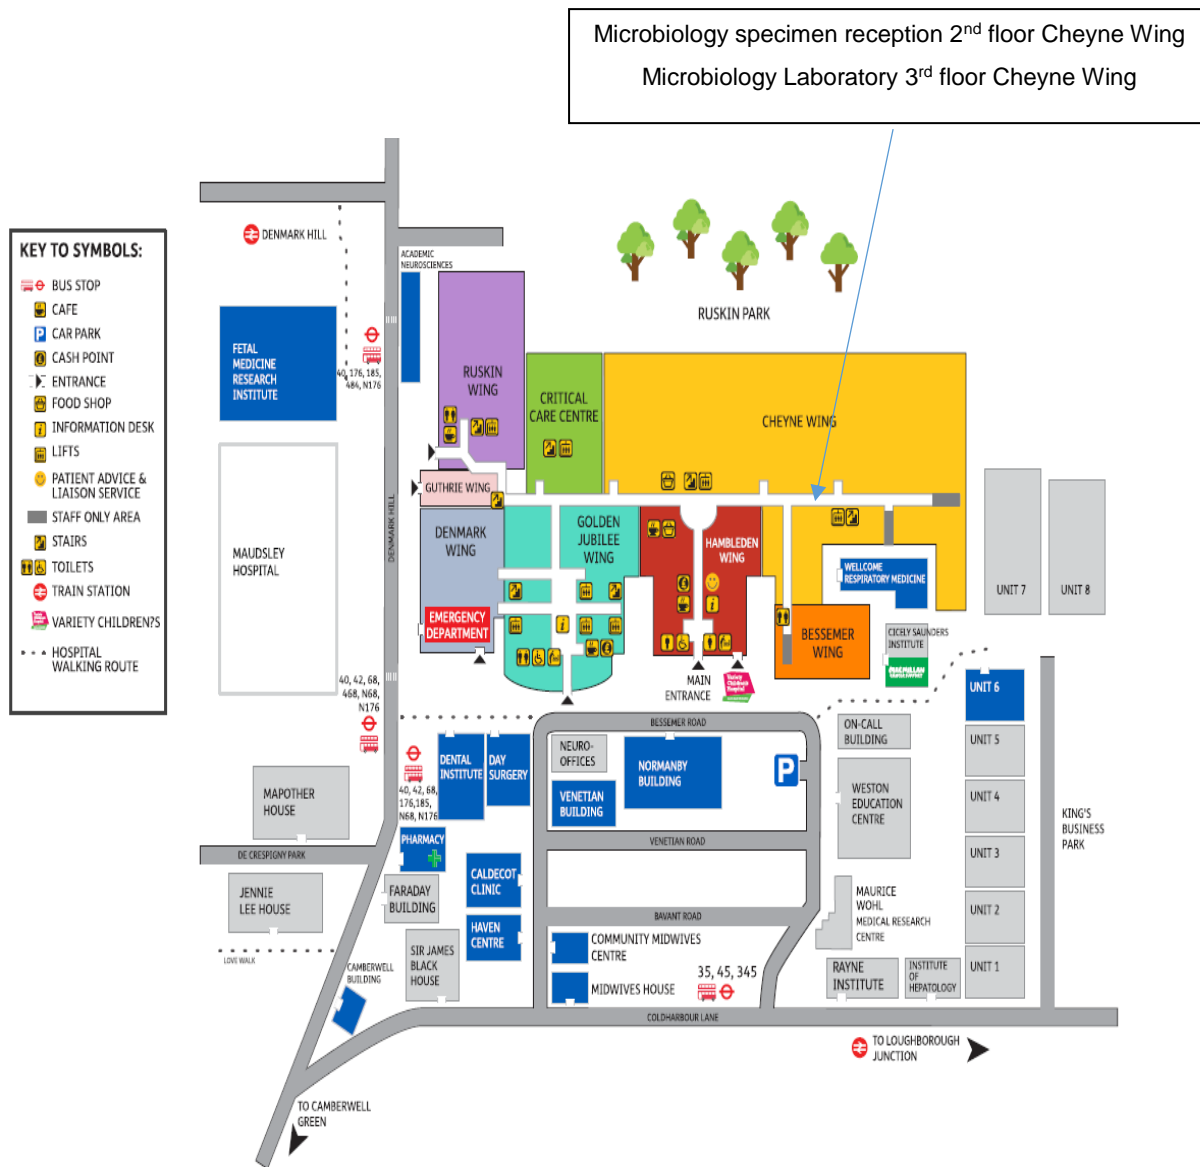 Microbiology specimen reception 2nd floor Cheyne Wing
Microbiology Laboratory 3rd floor Cheyne Wing
KEY TO SYMBOLS:
BUS STOP
CAFE
P
CAR PARK
CASH POINT
ENTRANCE
FOOD SHOP
i
INFORMATION DESK
LIFTS
PATIENT ADVICE &
LIAISON SERVICE
STAFF ONLY AREA
STAIRS
TOILETS
TRAIN STATION
VARIETY CHILDREN?S
HOSPITAL
WALKING ROUTE
DENMARK HILL
ACADEMIC
NEUROSCIENCES
FETAL
MEDICINE
RESEARCH
INSTITUTE
40, 176, 185,
484, N176
RUSKIN PARK
RUSKIN
WING
CRITICAL
CARE CENTRE
CHEYNE WING
GUTHRIE WING
DENMARK HILL
DENMARK
WING
GOLDEN
JUBILEE
WING
HAMBLEDEN
WING
WELLCOME
RESPIRATORY MEDICINE
UNIT 7
UNIT 8
MAUDSLEY
HOSPITAL
EMERGENCY
DEPARTMENT
i
i
BESSEMER
WING
CICELY SAUNDERS
INSTITUTE
MACMILLAN
MAIN
ENTRANCE
Variety
Children's
Hospital
40, 42, 68,
468, N68,
N176
BESSEMER ROAD
UNIT 6
ON-CALL
BUILDING
UNIT 5
NEURO-
OFFICES
NORMANBY
BUILDING
P
DENTAL
INSTITUTE
DAY
SURGERY
40, 42, 68,
176,185,
N68, N176
VENETIAN
BUILDING
WESTON
EDUCATION
CENTRE
UNIT 4
MAPOTHER
HOUSE
KING'S
BUSINESS
PARK
PHARMACY
VENETIAN ROAD
DE CRESPIGNY PARK
UNIT 3
JENNIE
LEE HOUSE
FARADAY
BUILDING
CALDECOT
CLINIC
MAURICE
WOHL
MEDICAL RESEARCH
CENTRE
UNIT 2
BAVANT ROAD
HAVEN
CENTRE
COMMUNITY MIDWIVES
CENTRE
LOVE WALK
SIR JAMES
BLACK
HOUSE
CAMBERWELL
BUILDING
MIDWIVES HOUSE
35, 45, 345
RAYNE
INSTITUTE
INSTITUTE
OF
HEPATOLOGY
UNIT 1
COLDHARBOUR LANE
TO LOUGHBOROUGH
JUNCTION
TO CAMBERWELL
GREEN